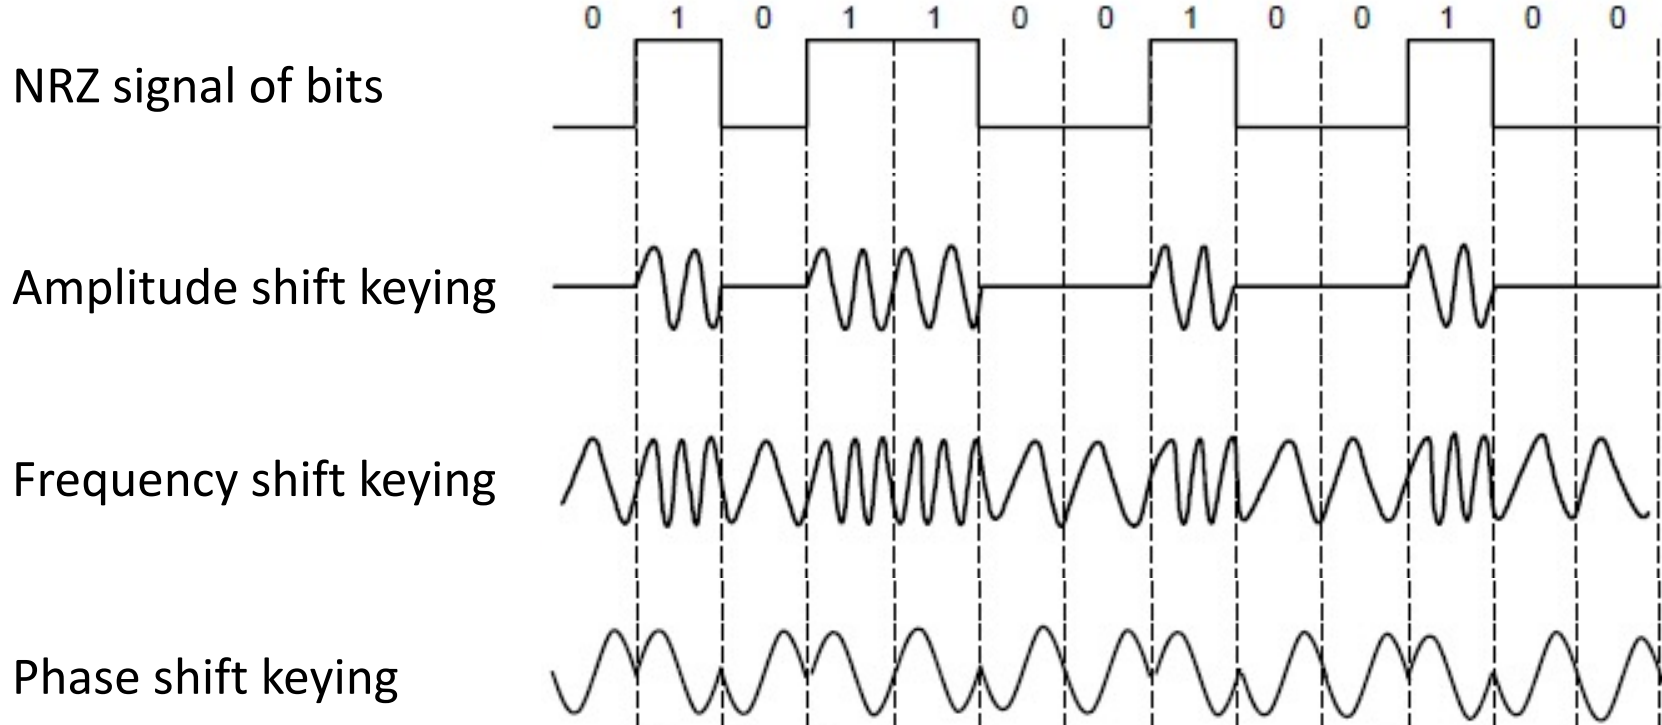 0 1 0 1 1 0 0 1 0 0 1 0 0
NRZ signal of bits
Amplitude shift keying
Frequency shift keying
Phase shift keying